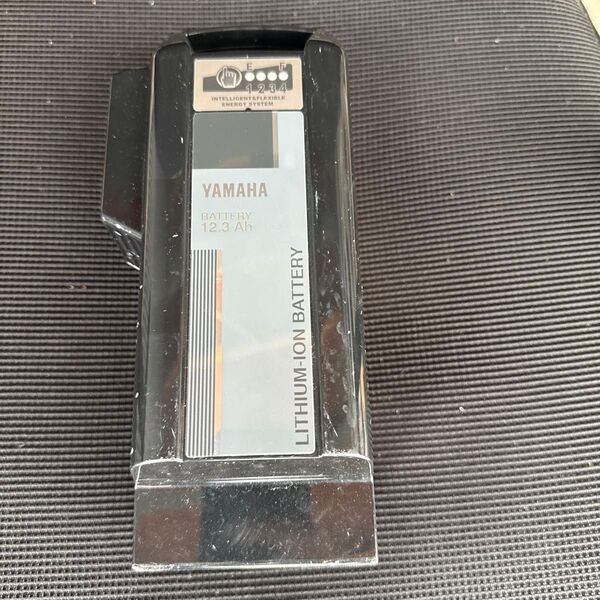 E F
1 2 3 4
INTELLIGENT&FLEXIBLE
ENERGY SYSTEM
YAMAHA
BATTERY
12.3 Ah
LITHIUM-ION BATTERY